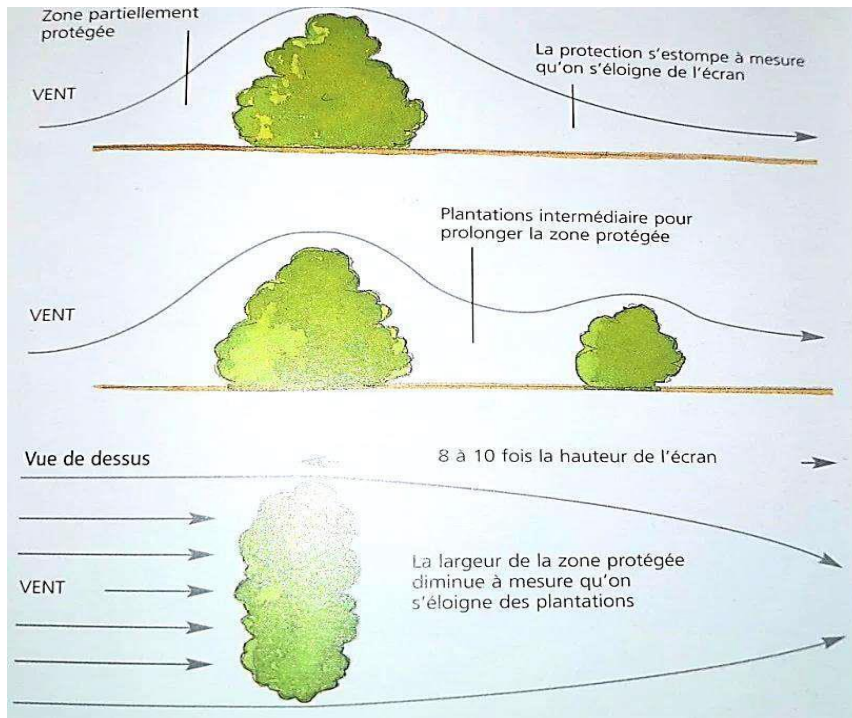 Zone partiellement
protégée
La protection s'estompe à mesure
qu'on s'éloigne de l'écran
VENT
Plantations intermédiaire pour
prolonger la zone protégée
VENT
Vue de dessus
8 à 10 fois la hauteur de l'écran
La largeur de la zone protégée
diminue à mesure qu'on
s'éloigne des plantations
VENT